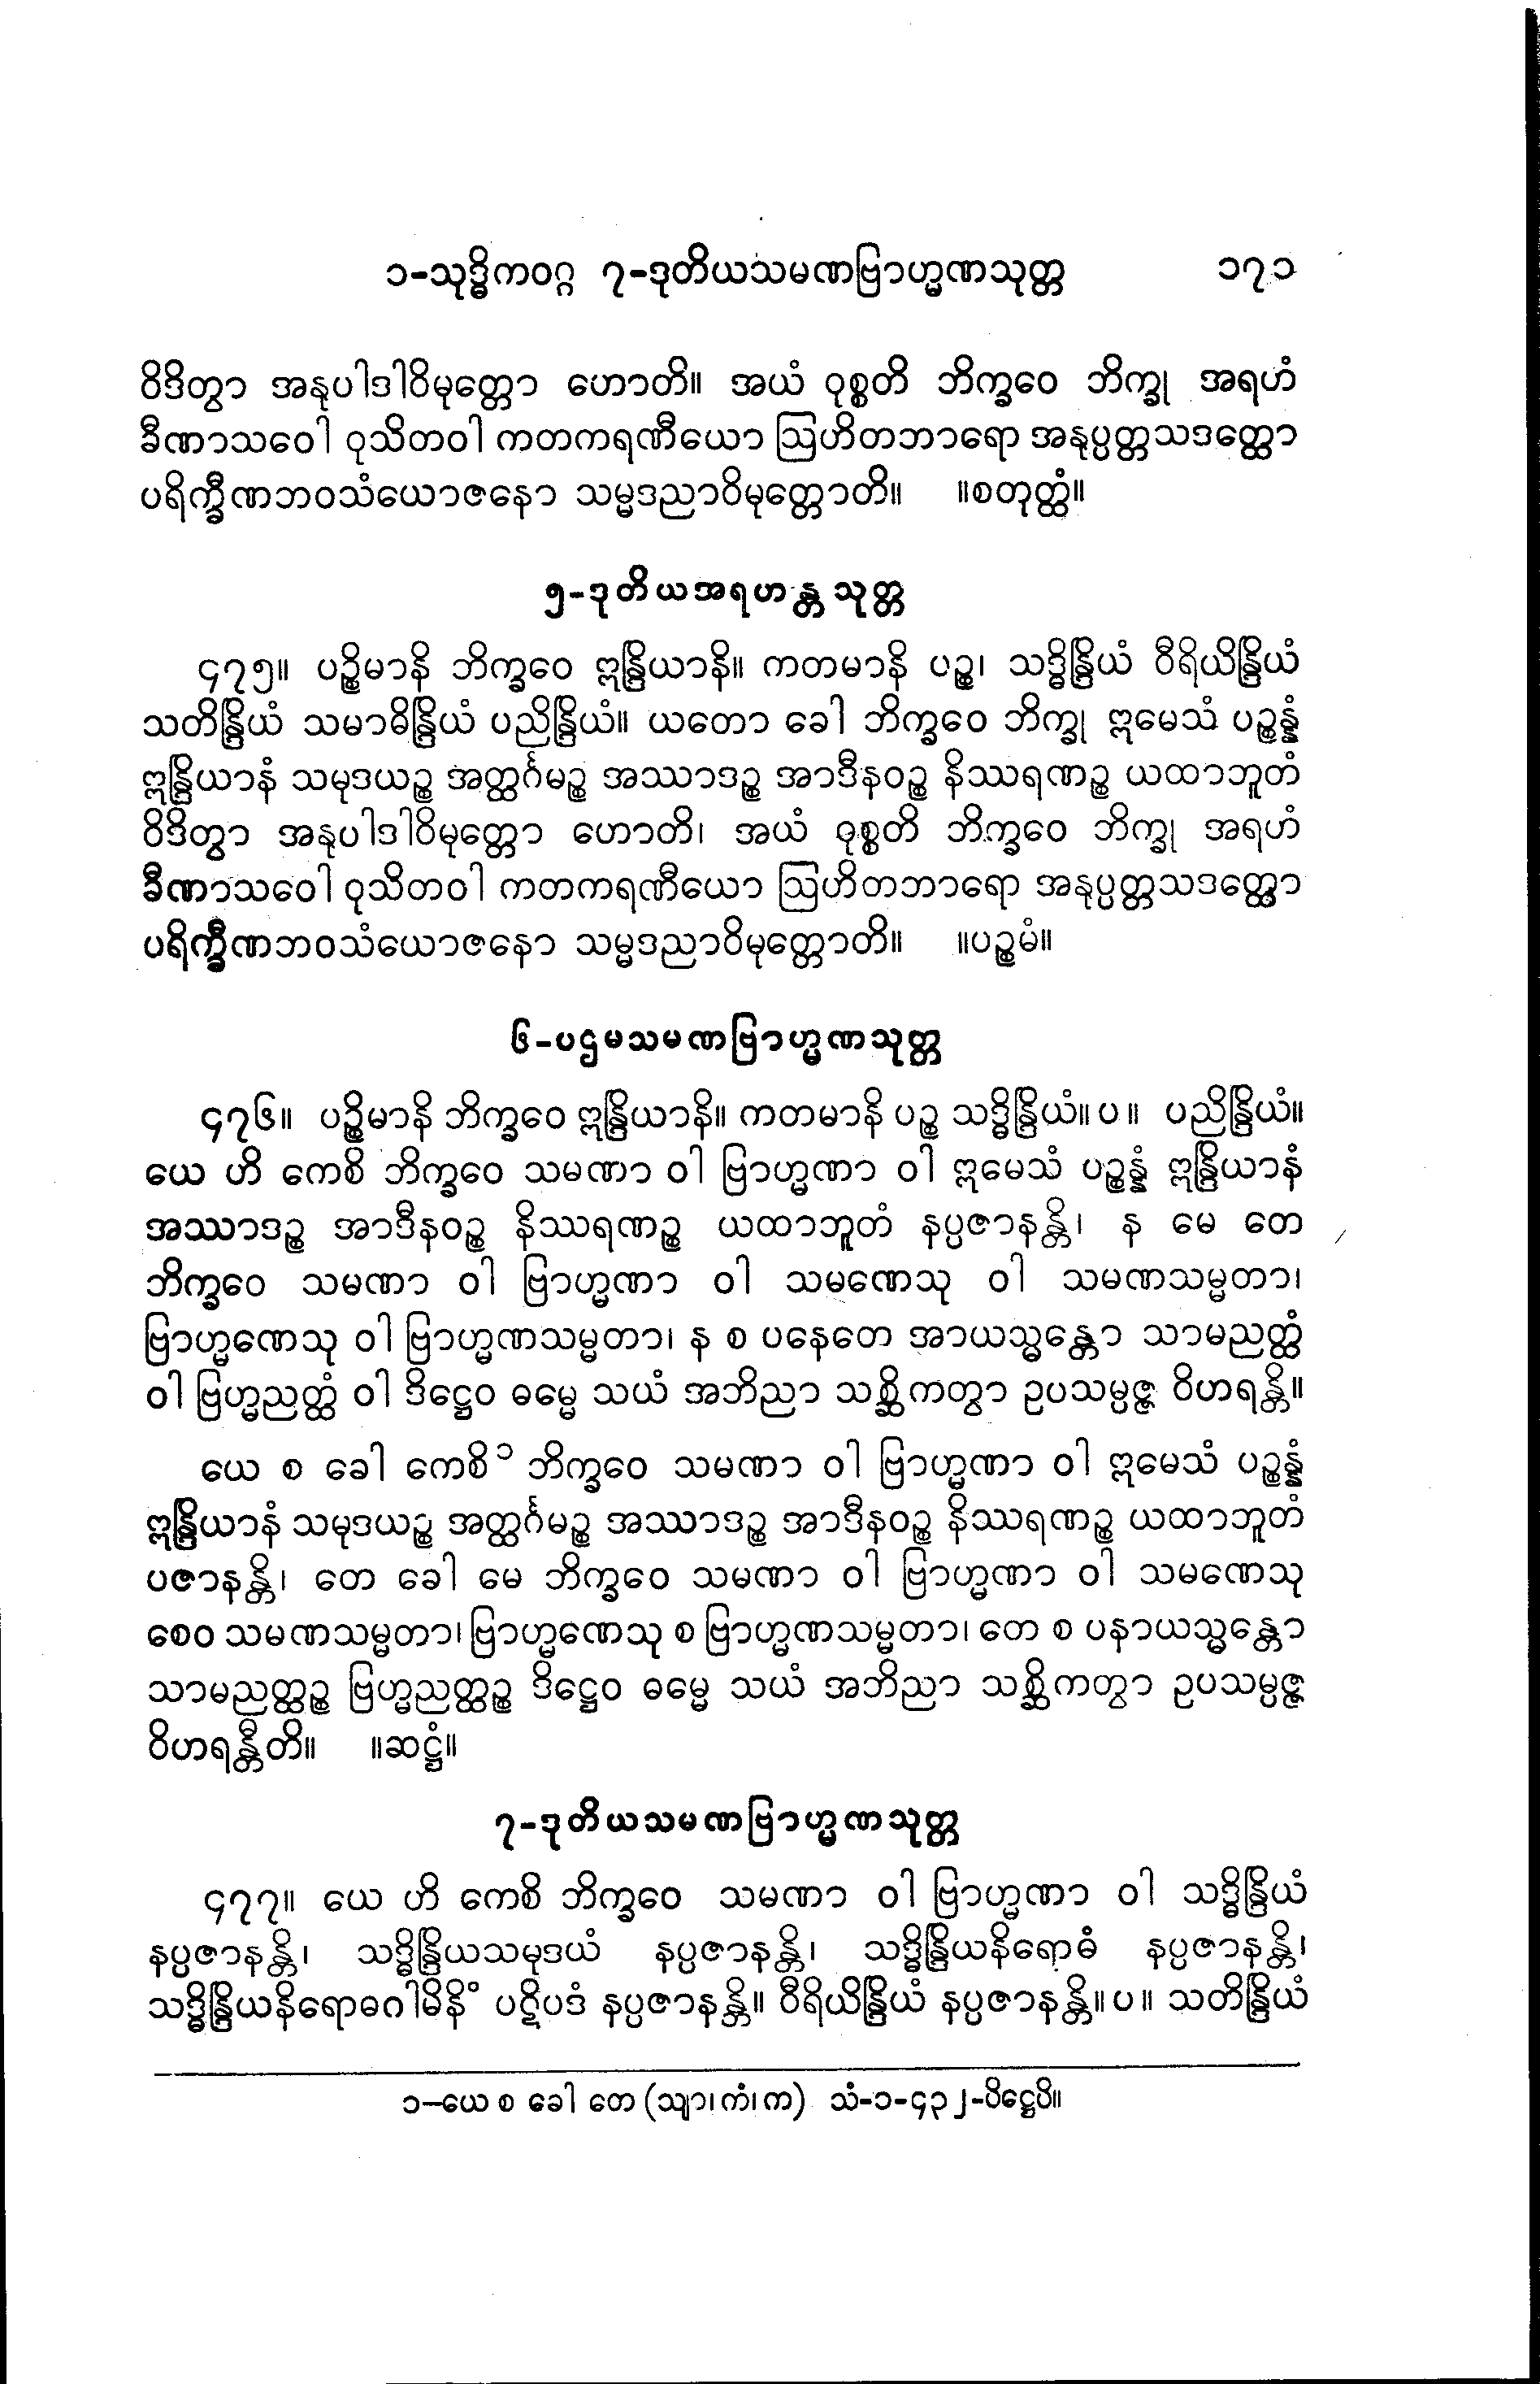 ၁-သုဒ္ဓိကဝဂ္ဂ ၇-ဒုတိယသမဏဗြာဟ္မဏသုတ္တ ၁၇၁
ဝိဒိတွာ အနုပါဒါဝိမုတ္တော ဟောတိ။ အယံ ဝုစ္စတိ ဘိက္ခဝေ ဘိက္ခု အရဟံ
ခီဏာသဝေါ ဝုသိတဝါ ကတကရဏီယော ဩဟိတဘာရော အနုပ္ပတ္တသဒတ္ထော
ပရိက္ခီဏဘဝသံယောဇနော သမ္မဒညာဝိမုတ္တောတိ။ ။စတုတ္ထံ။
၅-ဒုတိယအရဟန္တသုတ္တ
၄၇၅။ ပဉ္စိမာနိ ဘိက္ခဝေ ဣန္ဒြိယာနိ။ ကတမာနိ ပဉ္စ၊ သဒ္ဓိန္ဒြိယံ ဝီရိယိန္ဒြိယံ
သတိန္ဒြိယံ သမာဓိန္ဒြိယံ ပညိန္ဒြိယံ။ ယတော ခေါ ဘိက္ခဝေ ဘိက္ခု ဣမေသံ ပဉ္စန္နံ
ဣန္ဒြိယာနံ သမုဒယဉ္စ အတ္ထင်္ဂမဉ္စ အဿာဒဉ္စ အာဒီနဝဉ္စ နိဿရဏဉ္စ ယထာဘူတံ
ဝိဒိတွာ အနုပါဒါဝိမုတ္တော ဟောတိ၊ အယံ ဝုစ္စတိ ဘိက္ခဝေ ဘိက္ခု အရဟံ
ခီဏာသဝေါ ဝုသိတဝါ ကတကရဏီယော ဩဟိတဘာရော အနုပ္ပတ္တသဒတ္ထော
ပရိက္ခီဏဘဝသံယောဇနော သမ္မဒညာဝိမုတ္တောတိ။ ။ပဉ္စမံ။
၆-ပဌမသမဏဗြာဟ္မဏသုတ္တ
၄၇၆။ ပဉ္စိမာနိ ဘိက္ခဝေ ဣန္ဒြိယာနိ။ ကတမာနိ ပဉ္စ သဒ္ဓိန္ဒြိယံ။ပ။ ပညိန္ဒြိယံ။
ယေ ဟိ ကေစိ ဘိက္ခဝေ သမဏာ ဝါ ဗြာဟ္မဏာ ဝါ ဣမေသံ ပဉ္စန္နံ ဣန္ဒြိယာနံ
အဿာဒဉ္စ အာဒီနဝဉ္စ နိဿရဏဉ္စ ယထာဘူတံ နပ္ပဇာနန္တိ၊ န မေ တေ
ဘိက္ခဝေ သမဏာ ဝါ ဗြာဟ္မဏာ ဝါ သမဏေသု ဝါ သမဏသမ္မတာ၊
ဗြာဟ္မဏေသု ဝါ ဗြာဟ္မဏသမ္မတာ၊ န စ ပနေတေ အာယသ္မန္တော သာမညတ္ထံ
ဝါ ဗြဟ္မညတ္ထံ ဝါ ဒိဋ္ဌေဝ ဓမ္မေ သယံ အဘိညာ သစ္ဆိကတွာ ဥပသမ္ပဇ္ဇ ဝိဟရန္တိ။
ယေ စ ခေါ ကေစိ ၁ ဘိက္ခဝေ သမဏာ ဝါ ဗြာဟ္မဏာ ဝါ ဣမေသံ ပဉ္စန္နံ
ဣန္ဒြိယာနံ သမုဒယဉ္စ အတ္ထင်္ဂမဉ္စ အဿာဒဉ္စ အာဒီနဝဉ္စ နိဿရဏဉ္စ ယထာဘူတံ
ပဇာနန္တိ၊ တေ ခေါ မေ ဘိက္ခဝေ သမဏာ ဝါ ဗြာဟ္မဏာ ဝါ သမဏေသု
စေဝ သမဏသမ္မတာ၊ ဗြာဟ္မဏေသု စ ဗြာဟ္မဏသမ္မတာ၊ တေ စ ပနာယသ္မန္တော
သာမညတ္ထဉ္စ ဗြဟ္မညတ္ထဉ္စ ဒိဋ္ဌေဝ ဓမ္မေ သယံ အဘိညာ သစ္ဆိကတွာ ဥပသမ္ပဇ္ဇ
ဝိဟရန္တီတိ။ ။ဆဋ္ဌံ။
၇-ဒုတိယသမဏဗြာဟ္မဏသုတ္တ
၄၇၇။ ယေ ဟိ ကေစိ ဘိက္ခဝေ သမဏာ ဝါ ဗြာဟ္မဏာ ဝါ သဒ္ဓိန္ဒြိယံ
နပ္ပဇာနန္တိ၊ သဒ္ဓိန္ဒြိယသမုဒယံ နပ္ပဇာနန္တိ၊ သဒ္ဓိန္ဒြိယနိရောဓံ နပ္ပဇာနန္တိ၊
သဒ္ဓိန္ဒြိယနိရောဓဂါမိနိံ ပဋိပဒံ နပ္ပဇာနန္တိ။ ဝီရိယိန္ဒြိယံ နပ္ပဇာနန္တိ။ပ။ သတိန္ဒြိယံ
၁-ယေ စ ခေါ တေ (သျာ၊ ကံ၊ က) သံ-၁-၄၃၂-ပိဋ္ဌေပိ။